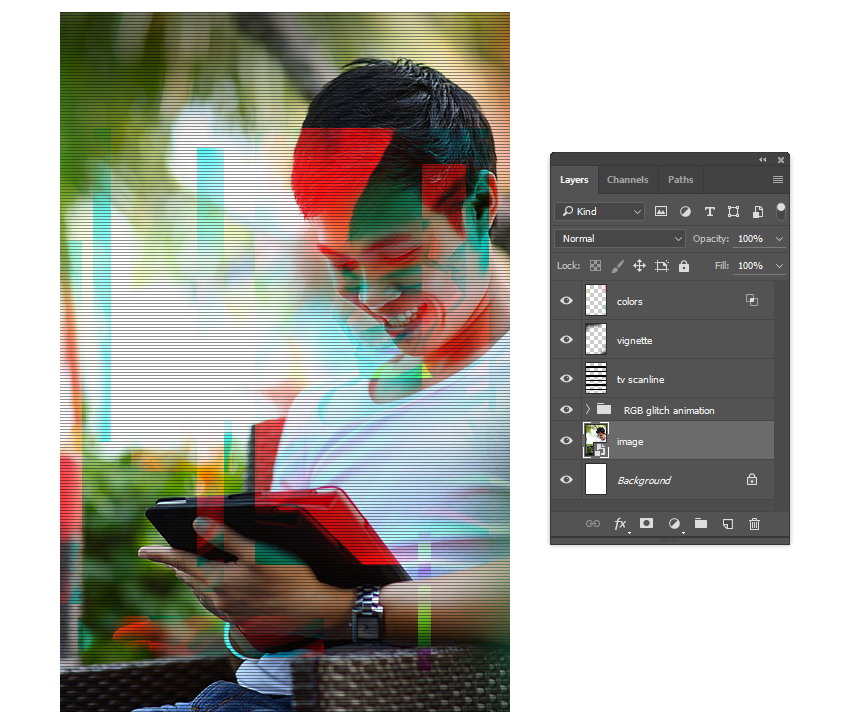 Layers Channels Paths
Kind
Normal Opacity: 100%
Lock: Fill: 100%
colors
vignette
tv scanline
RGB glitch animation
image
Background
fx